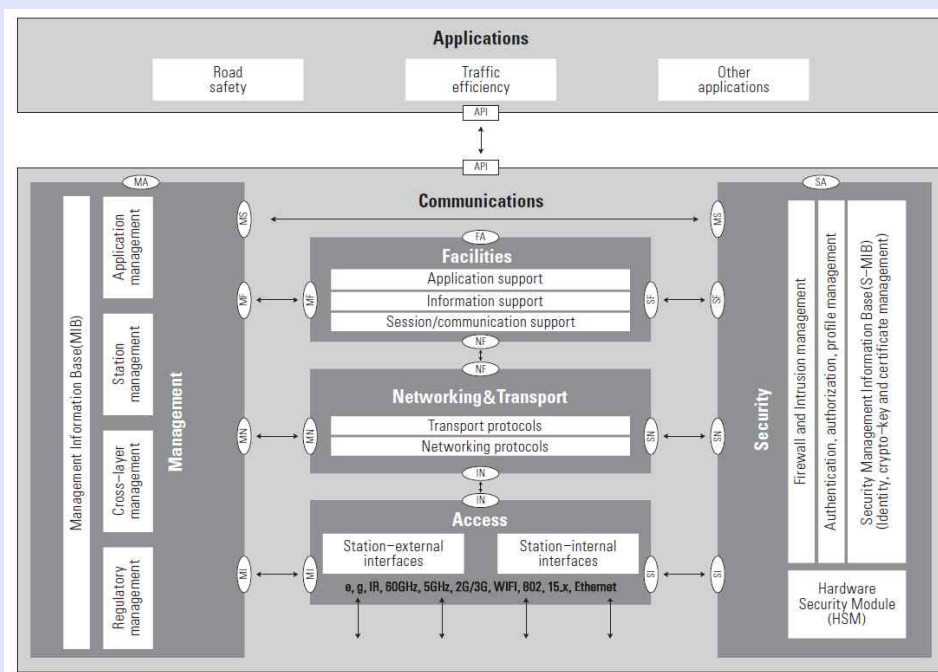 Applications
Road
safety
Traffic
efficiency
Other
applications
API
API
MA
SA
Communications
MS
MS
FA
Facilities
Application support
Information support
Session/communication support
MF
MF
SF
SF
NF
NF
Networking&Transport
Transport protocols
Networking protocols
MN
MN
SN
SN
IN
IN
Access
Station-external
interfaces
Station-internal
interfaces
e, g, IR, 60GHz, 5GHz, 2G/3G, WIFI, 802, 15,x, Ethernet
MI
MI
SI
SI
Management Information Base(MIB)
Application
management
Station
management
Cross-layer
management
Regulatory
management
Management
Security
Firewall and Intrusion management
Authentication, authorization, profile management
Security Management Information Base(S-MIB)
(Identity, crypto-key and certificate management)
Hardware
Security Module
(HSM)